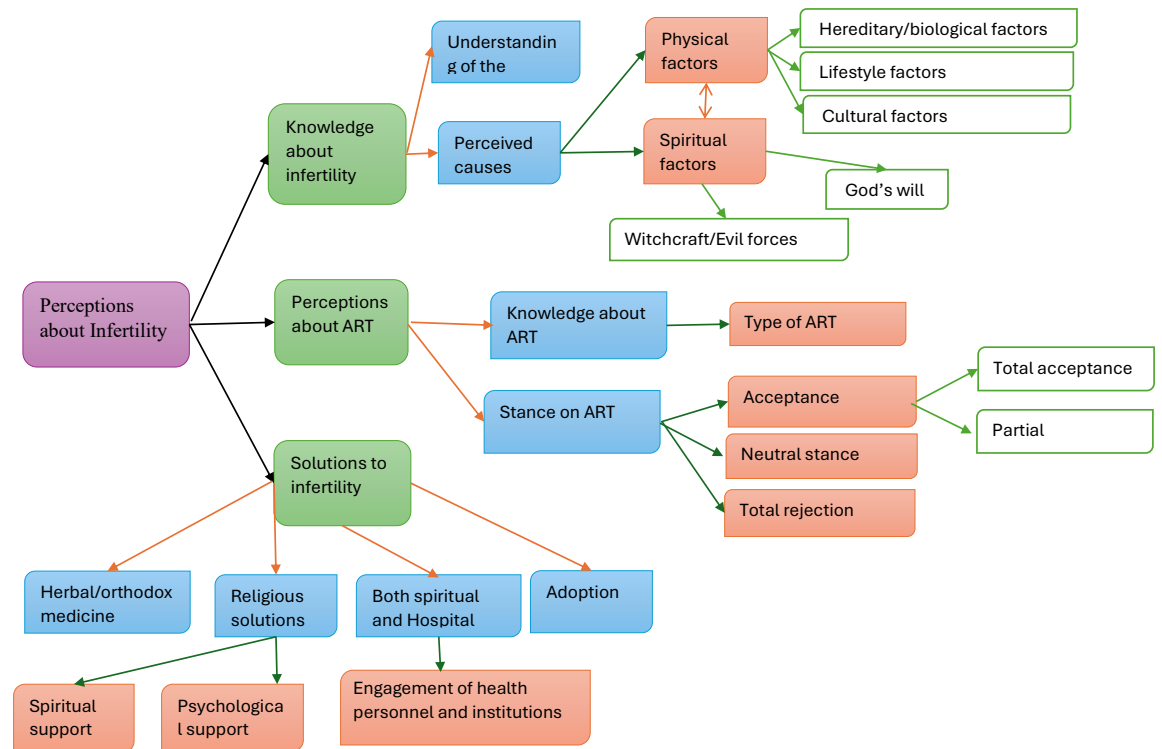 Understandin
g of the
Physical
factors
Hereditary/biological factors
Lifestyle factors
Cultural factors
Knowledge
about
infertility
Perceived
causes
Spiritual
factors
God's will
Witchcraft/Evil forces
Perceptions
about Infertility
Perceptions
about ART
Knowledge about
ART
Type of ART
Stance on ART
Acceptance
Total acceptance
Partial
Neutral stance
Total rejection
Solutions to
infertility
Herbal/orthodox
medicine
Religious
solutions
Both spiritual
and Hospital
Adoption
Spiritual
support
Psychologica
l support
Engagement of health
personnel and institutions